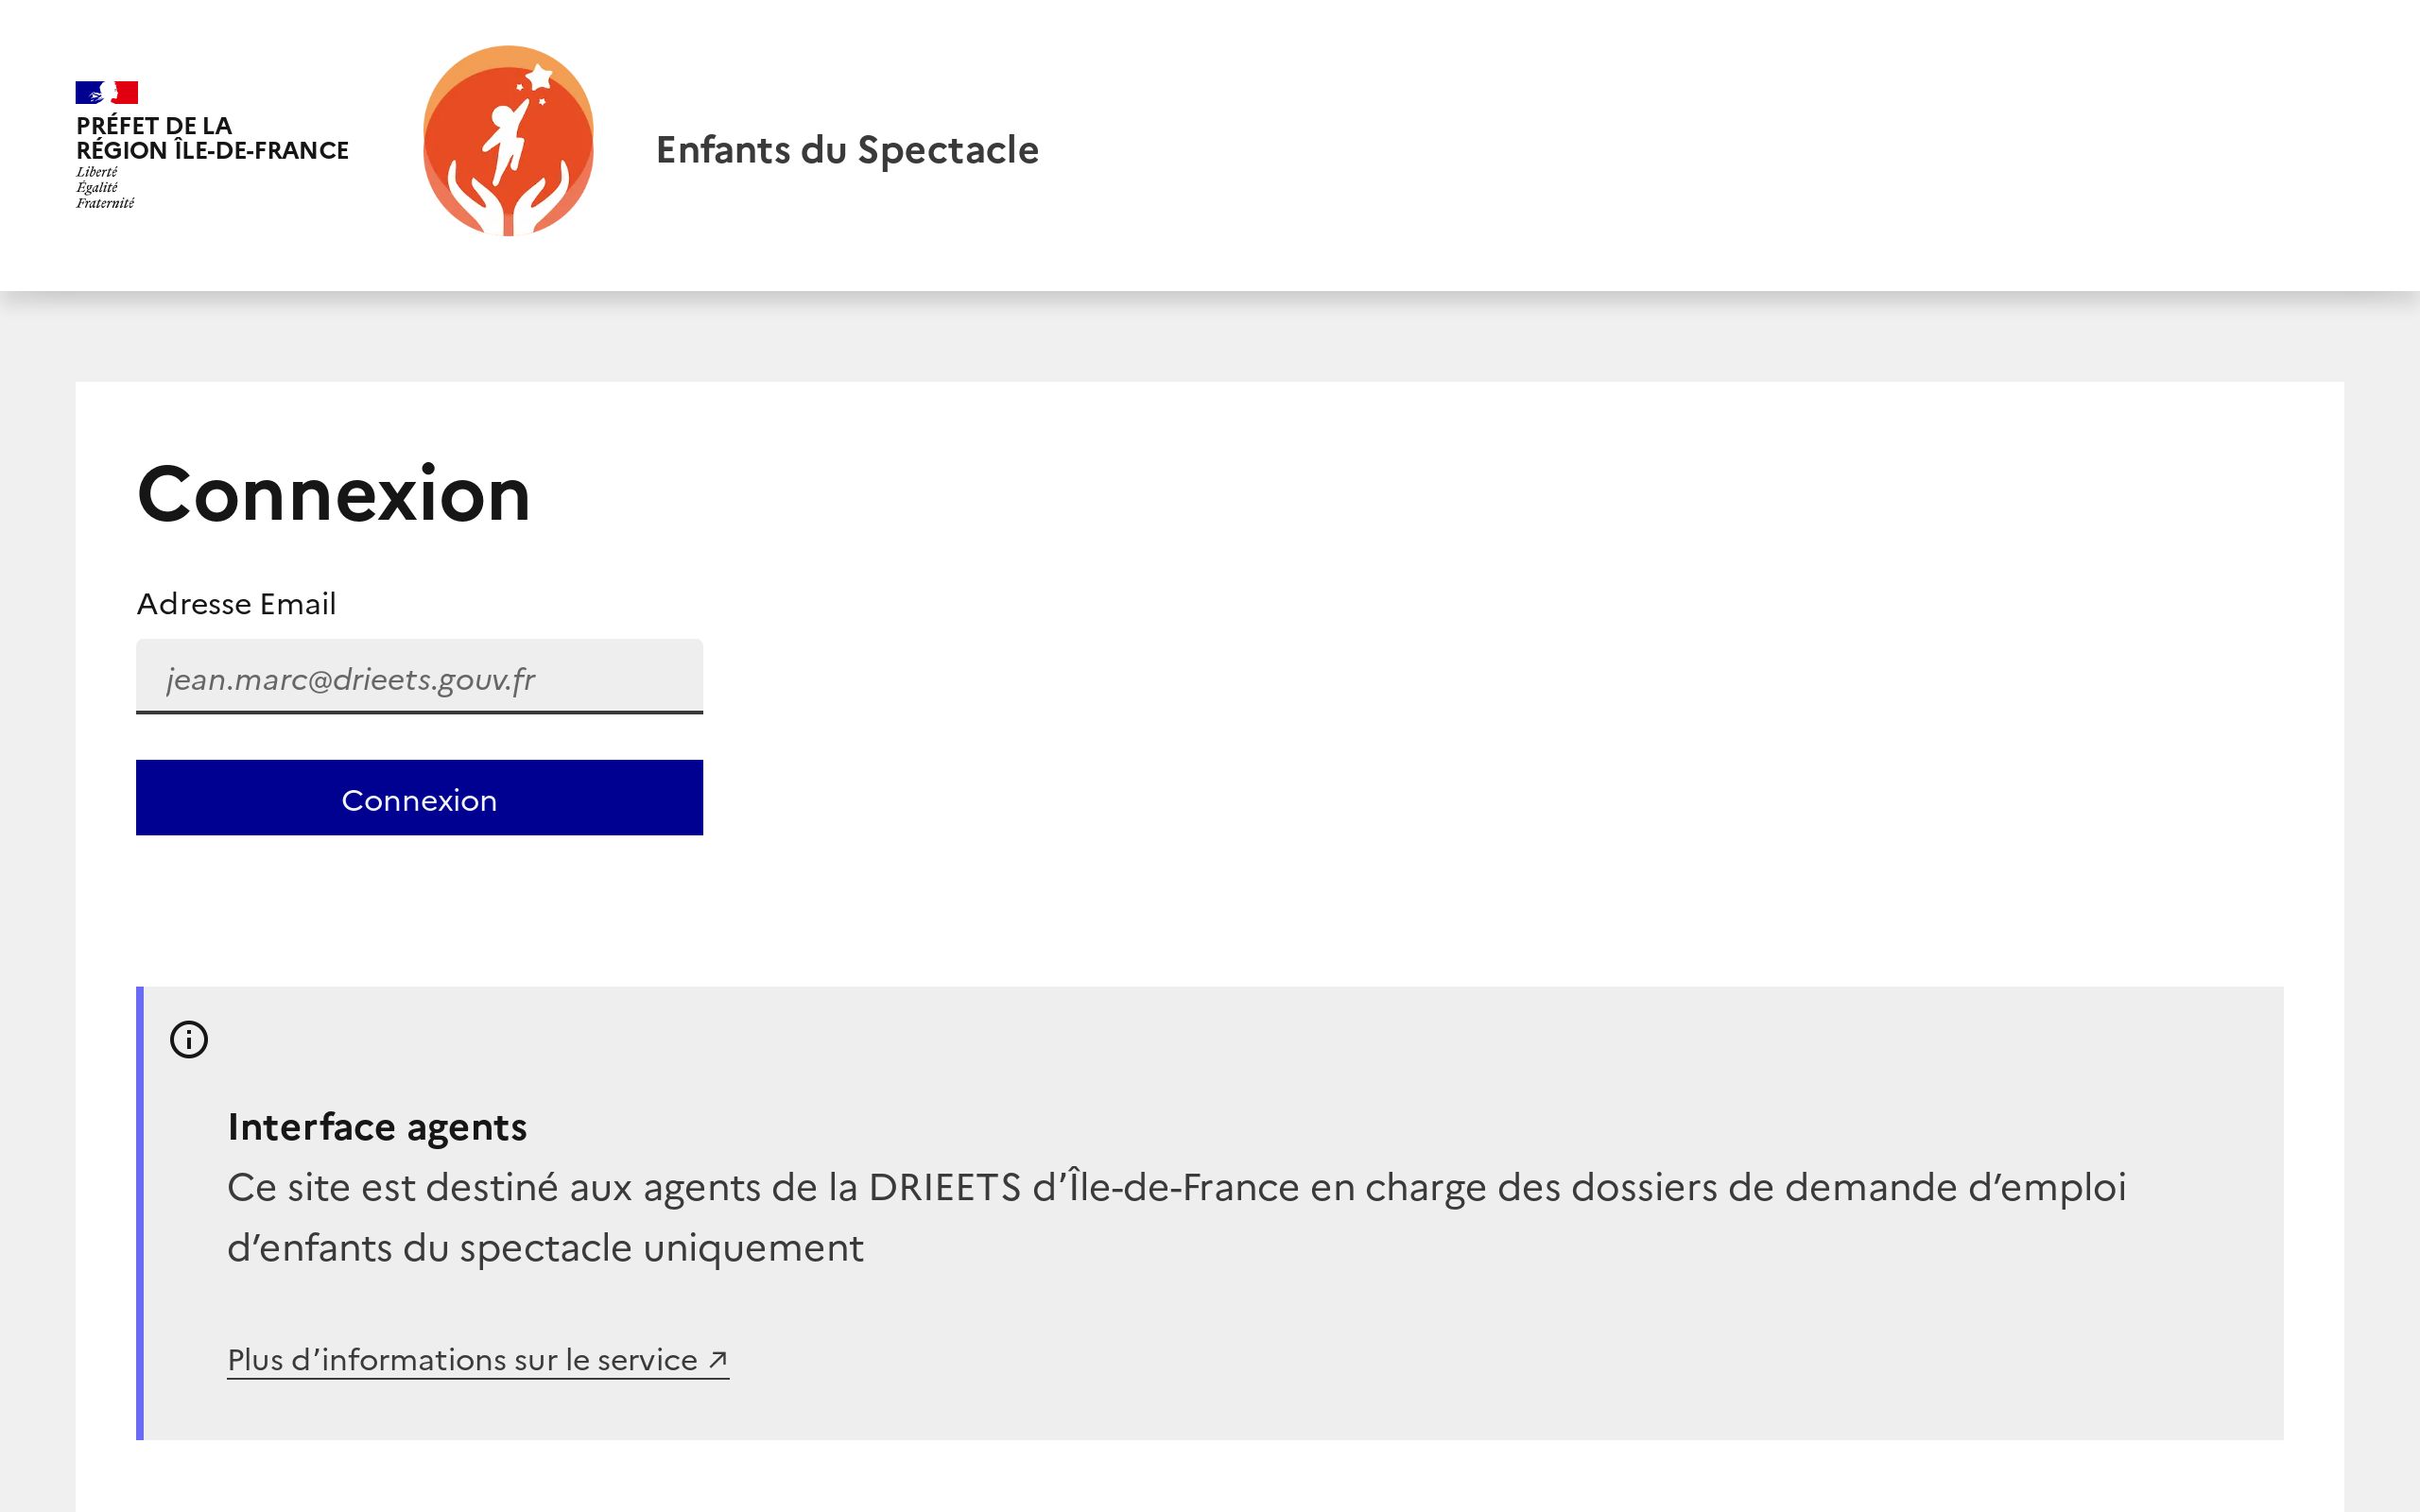 PRÉFET DE LA
RÉGION ÎLE-DE-FRANCE
Liberté
Égalité
Fraternité
Enfants du Spectacle
Connexion
Adresse Email
jean.marc@drieets.gouv.fr
Connexion
Interface agents
Ce site est destiné aux agents de la DRIEETS d’Île-de-France en charge des dossiers de demande d’emploi
d’enfants du spectacle uniquement
Plus d’informations sur le service ↗